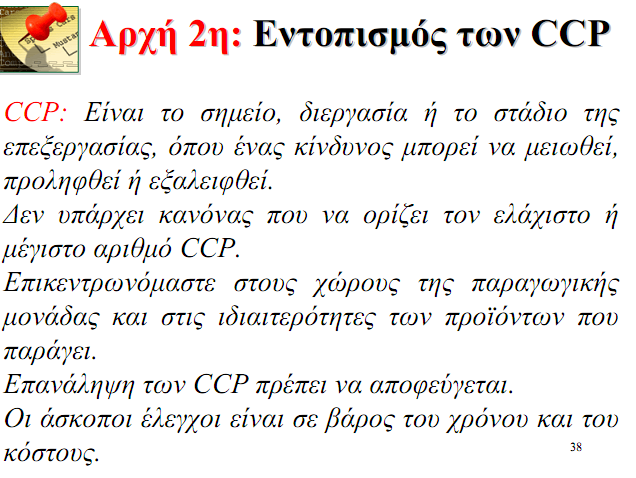 Αρχή 2η: Εντοπισμός των CCP
CCP: Είναι το σημείο, διεργασία ή το στάδιο της
επεξεργασίας, όπου ένας κίνδυνος μπορεί να μειωθεί,
προληφθεί ή εξαλειφθεί.
Δεν υπάρχει κανόνας που να ορίζει τον ελάχιστο ή
μέγιστο αριθμό CCP.
Επικεντρωνόμαστε στους χώρους της παραγωγικής
μονάδας και στις ιδιαιτερότητες των προϊόντων που
παράγει.
Επανάληψη των CCP πρέπει να αποφεύγεται.
Οι άσκοποι έλεγχοι είναι σε βάρος του χρόνου και του
κόστους.
38